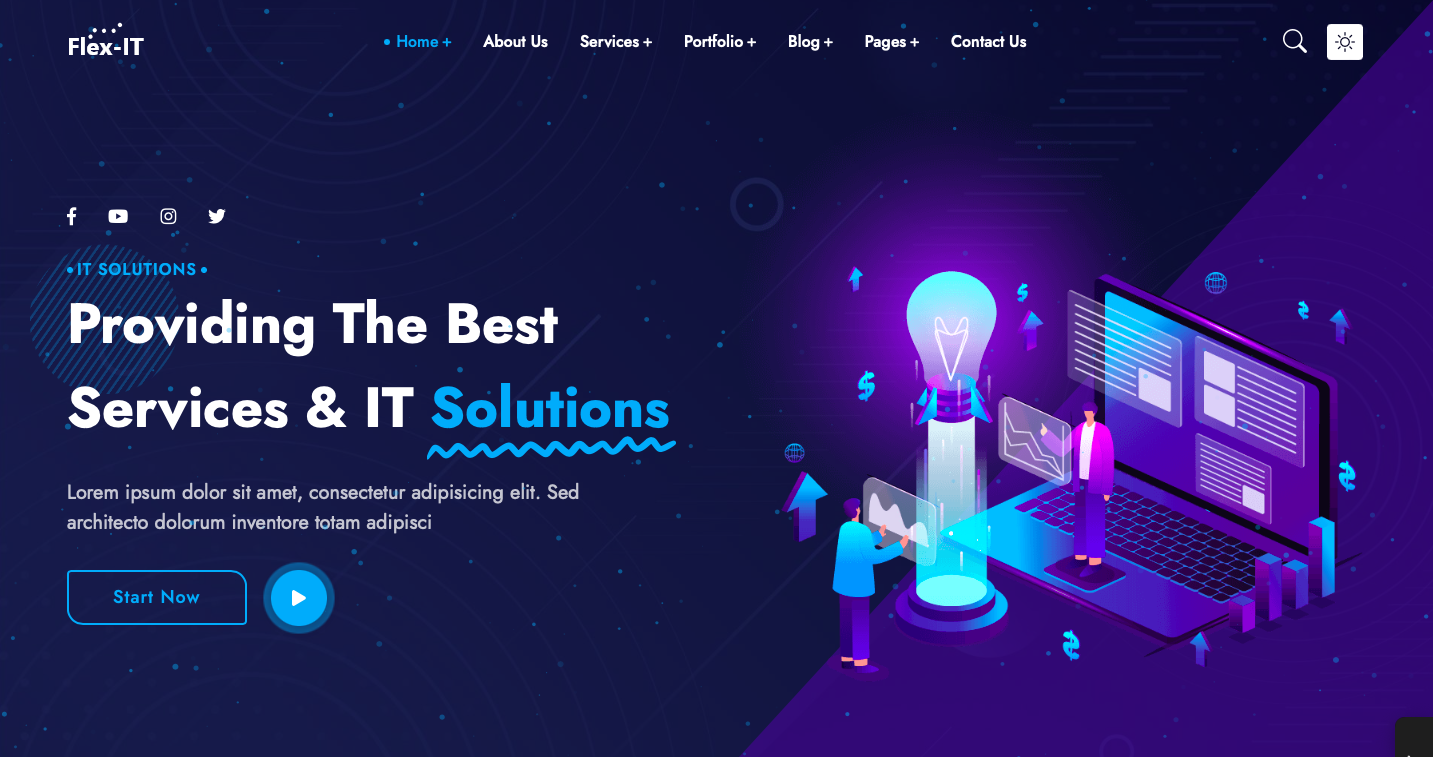 Flex-IT
Home + About Us Services + Portfolio + Blog + Pages + Contact Us
IT SOLUTIONS
Providing The Best
Services & IT Solutions
Lorem ipsum dolor sit amet, consectetur adipisicing elit. Sed
architecto dolorum inventore totam adipisci
Start Now